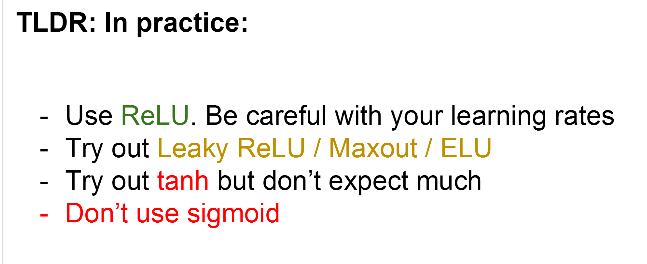 TLDR: In practice:
- Use ReLU. Be careful with your learning rates
- Try out Leaky ReLU / Maxout / ELU
- Try out tanh but don’t expect much
- Don’t use sigmoid